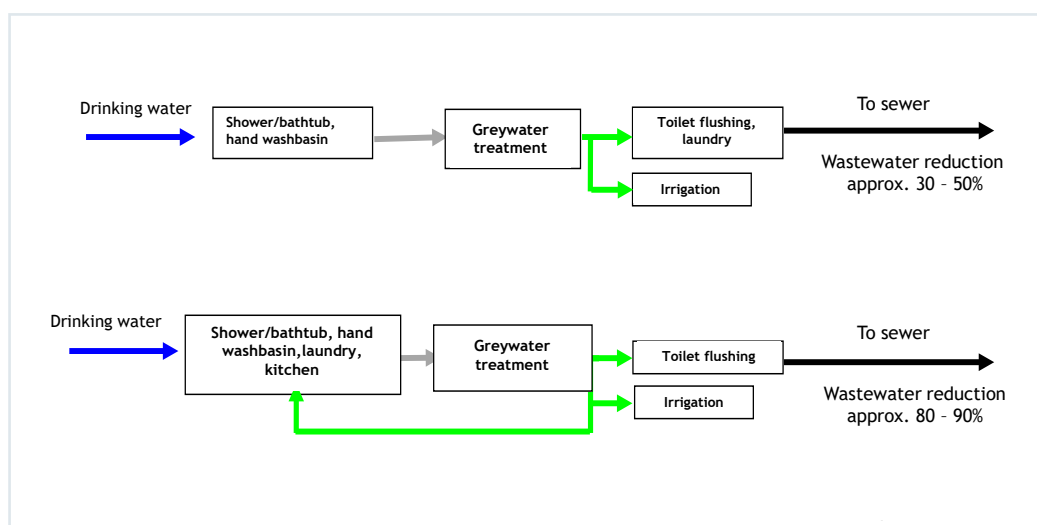 Drinking water
Shower/bathtub,
hand washbasin
Greywater
treatment
Toilet flushing,
laundry
Irrigation
To sewer
Wastewater reduction
approx. 30 – 50%
Drinking water
Shower/bathtub, hand
washbasin,laundry,
kitchen
Greywater
treatment
Toilet flushing
Irrigation
To sewer
Wastewater reduction
approx. 80 – 90%